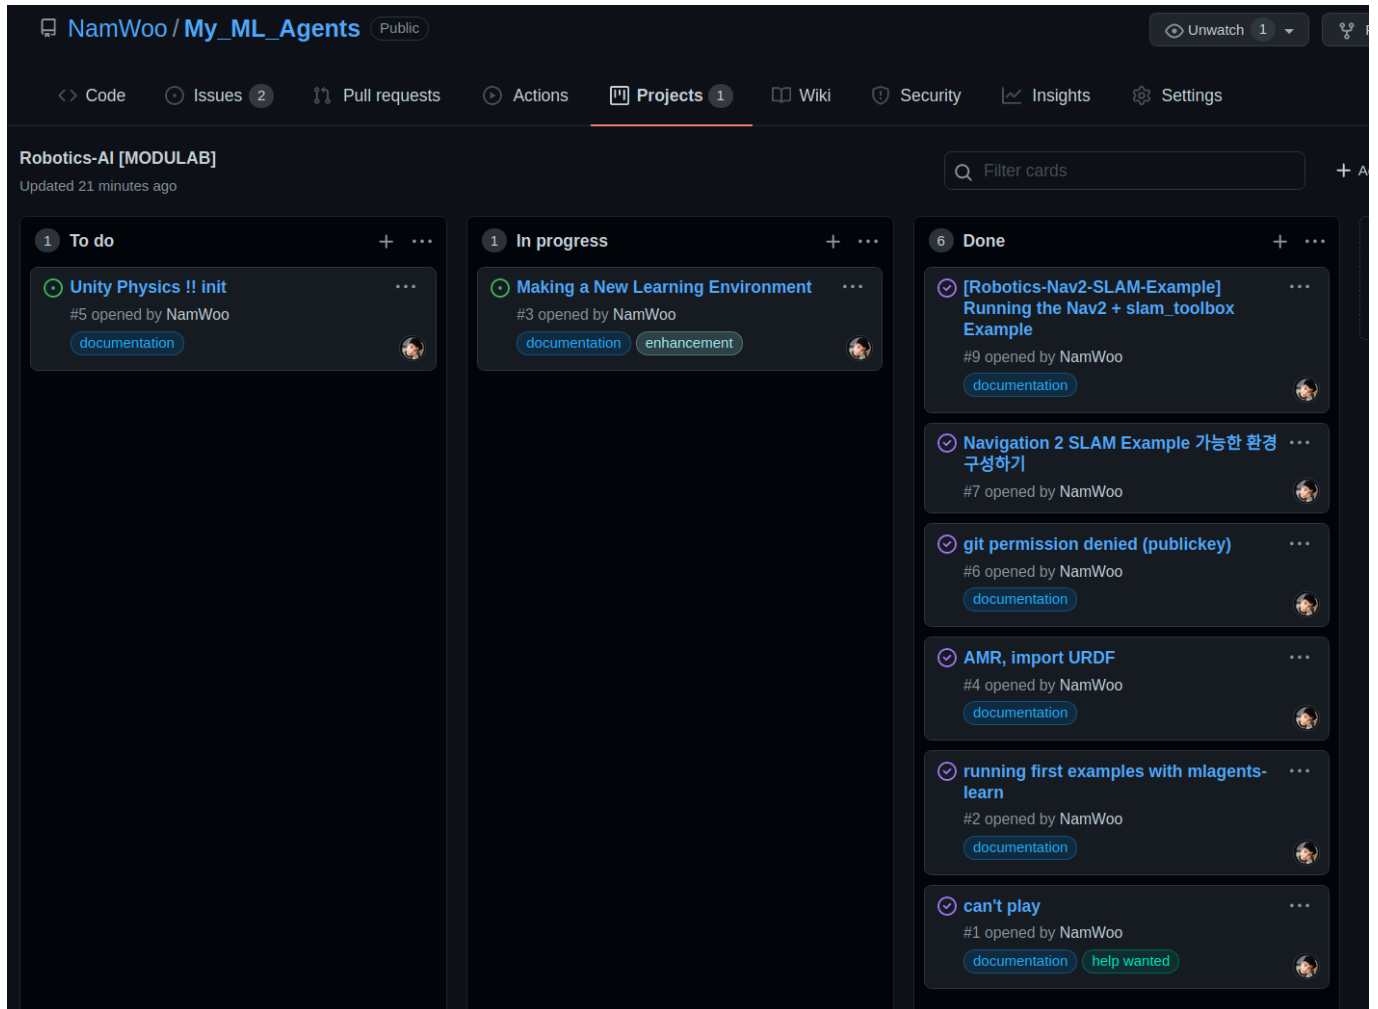 NamWoo / My_ML_Agents Public
Unwatch 1
Code Issues 2 Pull requests Actions Projects 1 Wiki Security Insights Settings
Robotics-AI [MODULAB]
Updated 21 minutes ago
Filter cards
1 To do
Unity Physics !! init
#5 opened by NamWoo
documentation
1 In progress
Making a New Learning Environment
#3 opened by NamWoo
documentation enhancement
6 Done
[Robotics-Nav2-SLAM-Example]
Running the Nav2 + slam_toolbox
Example
#9 opened by NamWoo
documentation
Navigation 2 SLAM Example 가능한 환경
구성하기
#7 opened by NamWoo
git permission denied (publickey)
#6 opened by NamWoo
documentation
AMR, import URDF
#4 opened by NamWoo
documentation
running first examples with mlagents-
learn
#2 opened by NamWoo
documentation
can't play
#1 opened by NamWoo
documentation help wanted